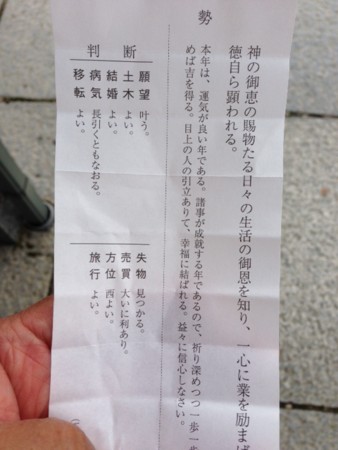 神の御恵の賜物たる日々の生活の御恩を知り、一心に業を励まば
徳自ら顕われる。
勢
本年は、運気が良い年である。諸事が成就する年であるので、祈り深めつつ一歩一歩
めば吉を得る。目上の人の引立ありて、幸福に結ばれる。益々に信心しなさい。
判断
願望 叶う。
土木 よい。
結婚 よい。
病気 長引くともなおる。
移転 よい。
失物 見つかる。
売買 大いに利あり。
方位 西よい。
旅行 よい。